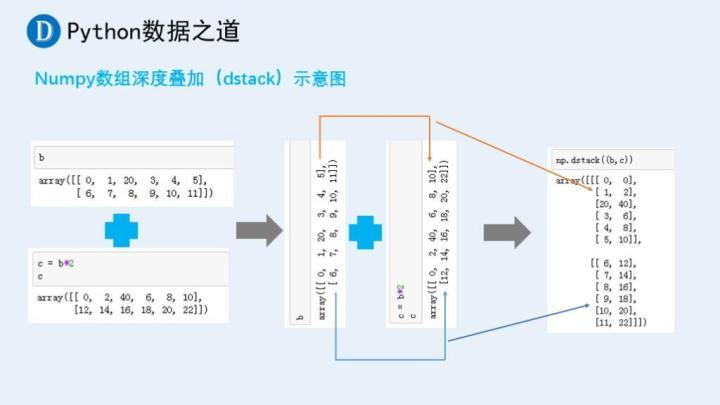 D Python数据之道
Numpy数组深度叠加（dstack）示意图
b
array([[ 0, 1, 20, 3, 4, 5],
[ 6, 7, 8, 9, 10, 11]])
c = b*2
c
array([[ 0, 2, 40, 6, 8, 10],
[12, 14, 16, 18, 20, 22]])
b
array([[ 0, 1, 20, 3, 4, 5],
[ 6, 7, 8, 9, 10, 11]])
c = b*2
c
array([[ 0, 2, 40, 6, 8, 10],
[12, 14, 16, 18, 20, 22]])
np.dstack((b,c))
array([[[ 0, 0],
[ 1, 2],
[20, 40],
[ 3, 6],
[ 4, 8],
[ 5, 10]],
[[ 6, 12],
[ 7, 14],
[ 8, 16],
[ 9, 18],
[10, 20],
[11, 22]]])